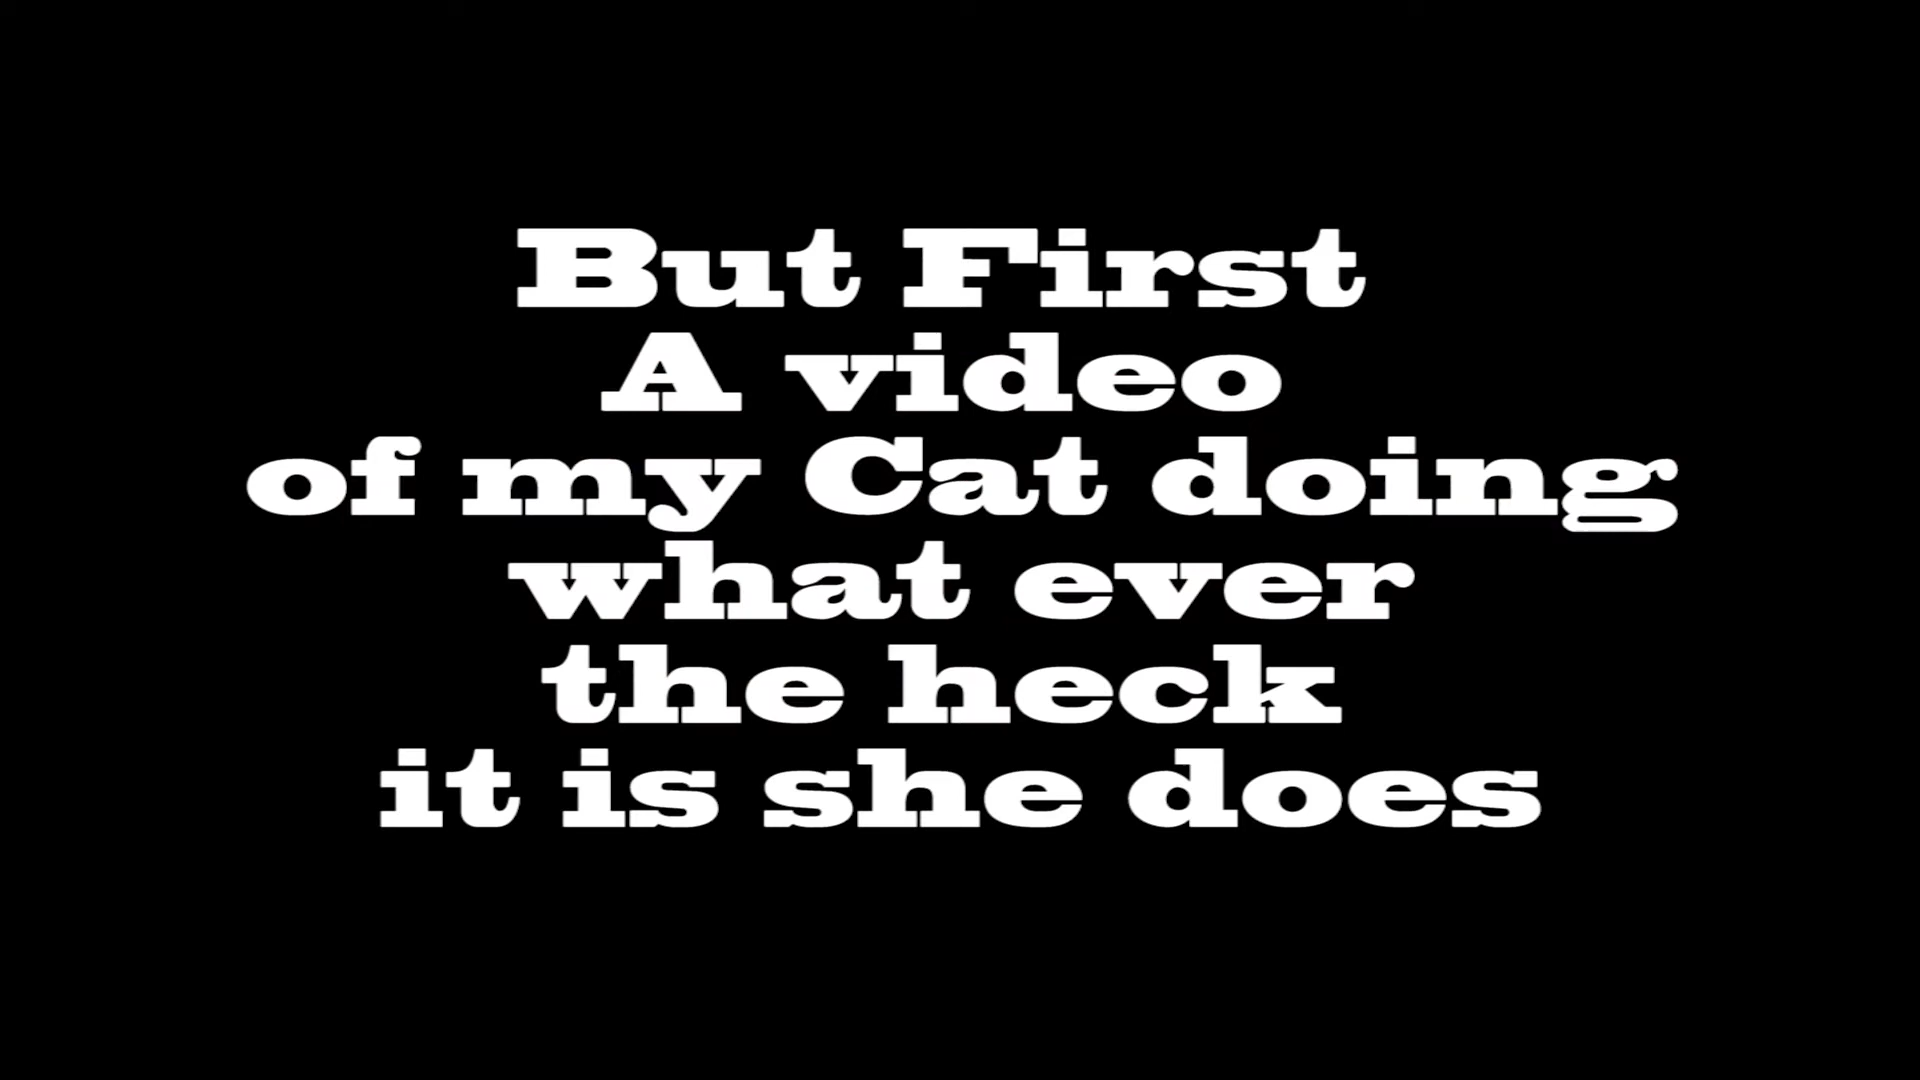 But First
A video
of my Cat doing
what ever
the heck
it is she does